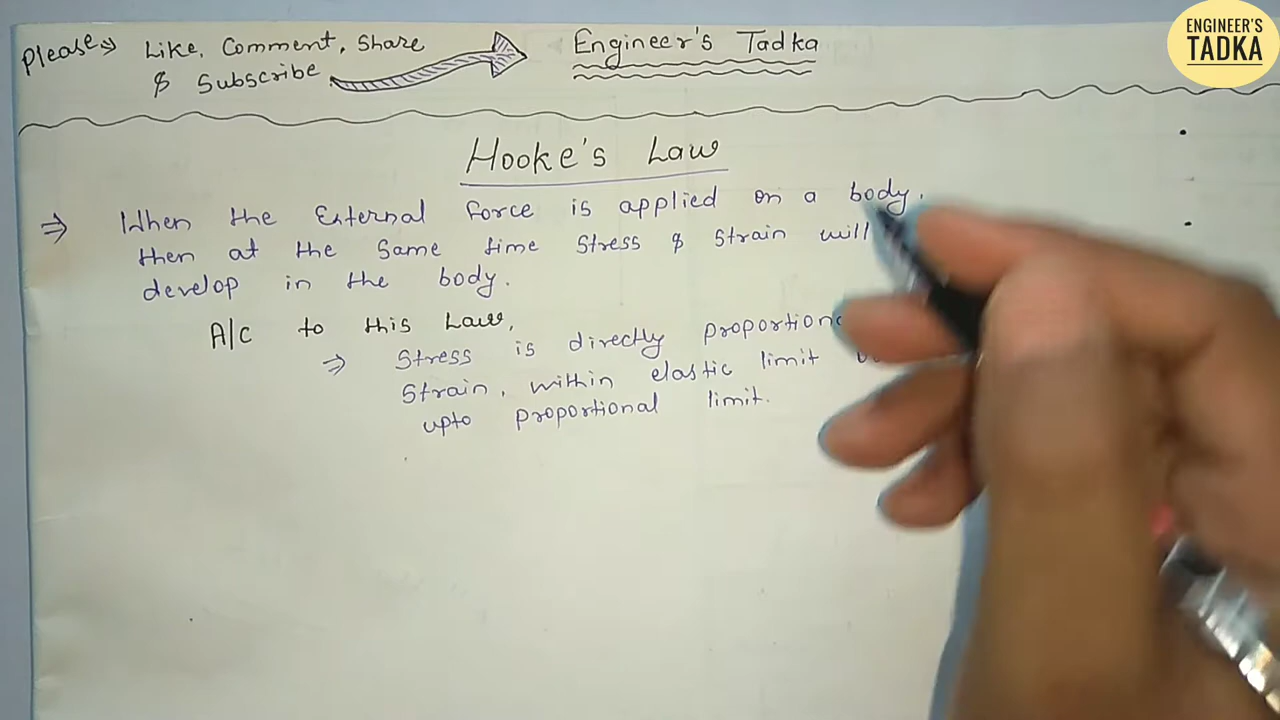 Please Like, Comment, Share
& Subscribe
Engineer's Tadka
ENGINEER'S
TADKA
Hooke's Law
⇒ When the External Force is applied on a body,
then at the Same time Stress & Strain will
develop in the body.
A/c to this Law,
⇒ Stress is directly
Strain, within elastic limit
upto proportional limit.